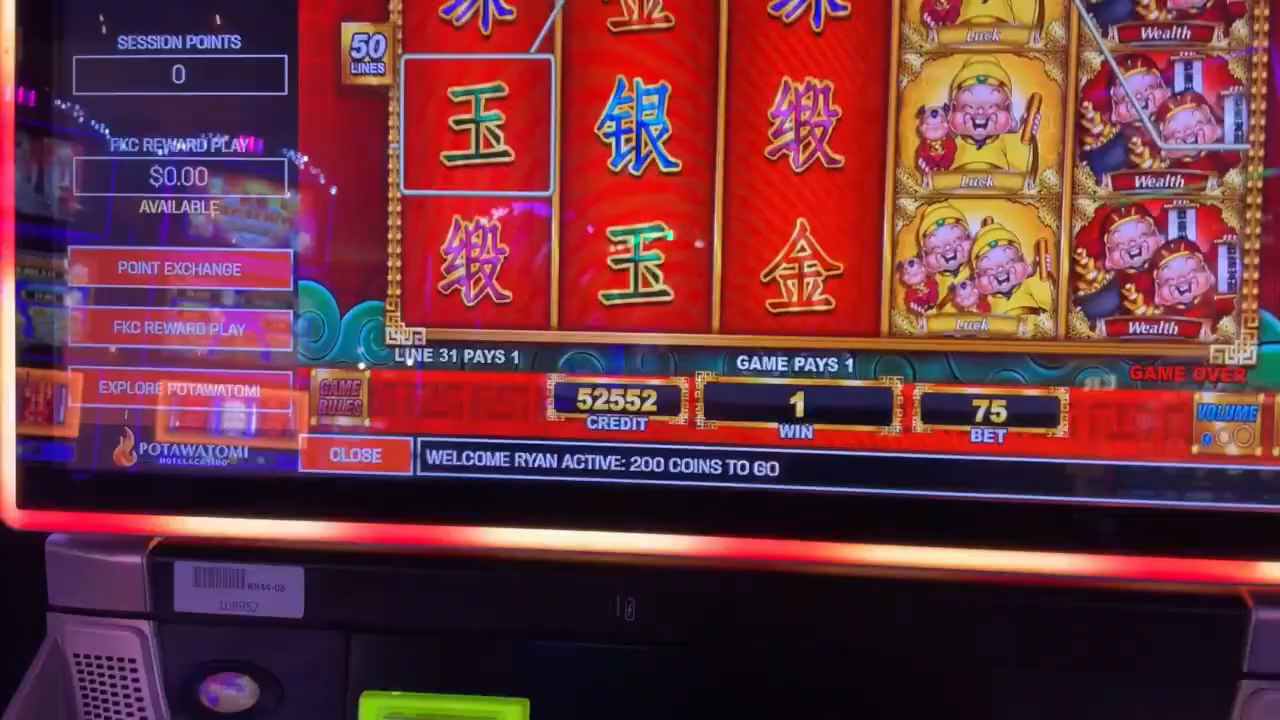 SESSION POINTS
0
FKC REWARD PLAY
$0.00
AVAILABLE
POINT EXCHANGE
FKC REWARD PLAY
EXPLORE POTAWATOMI
POTAWATOMI
HOTEL&CASINO
50
LINES
Luck
Wealth
玉
银
缎
Luck
Wealth
缎
玉
金
Luck
Wealth
LINE 31 PAYS 1
GAME PAYS 1
GAME OVER
GAME
RULES
52552
CREDIT
1
WIN
75
BET
VOLUME
CLOSE
WELCOME RYAN ACTIVE: 200 COINS TO GO